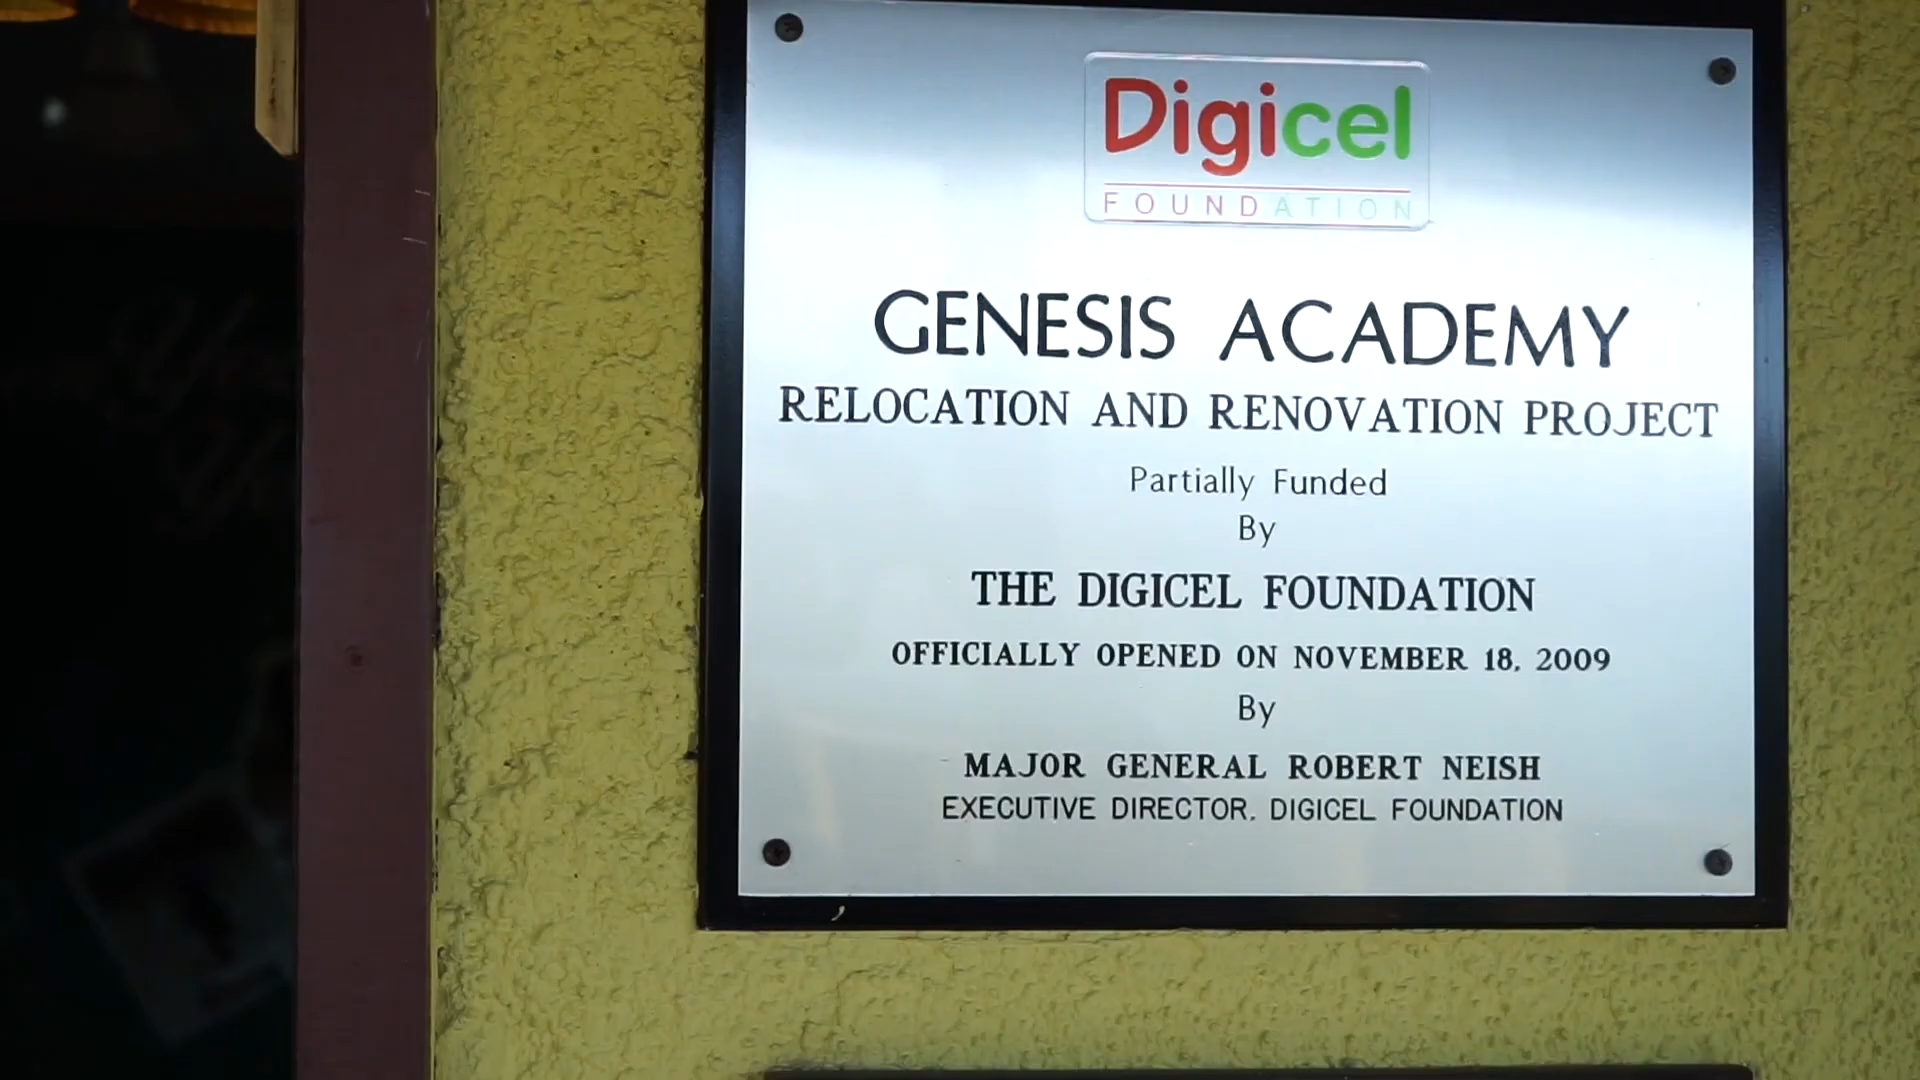 Digicel
FOUNDATION
GENESIS ACADEMY
RELOCATION AND RENOVATION PROJECT
Partially Funded
By
THE DIGICEL FOUNDATION
OFFICIALLY OPENED ON NOVEMBER 18, 2009
By
MAJOR GENERAL ROBERT NEISH
EXECUTIVE DIRECTOR, DIGICEL FOUNDATION